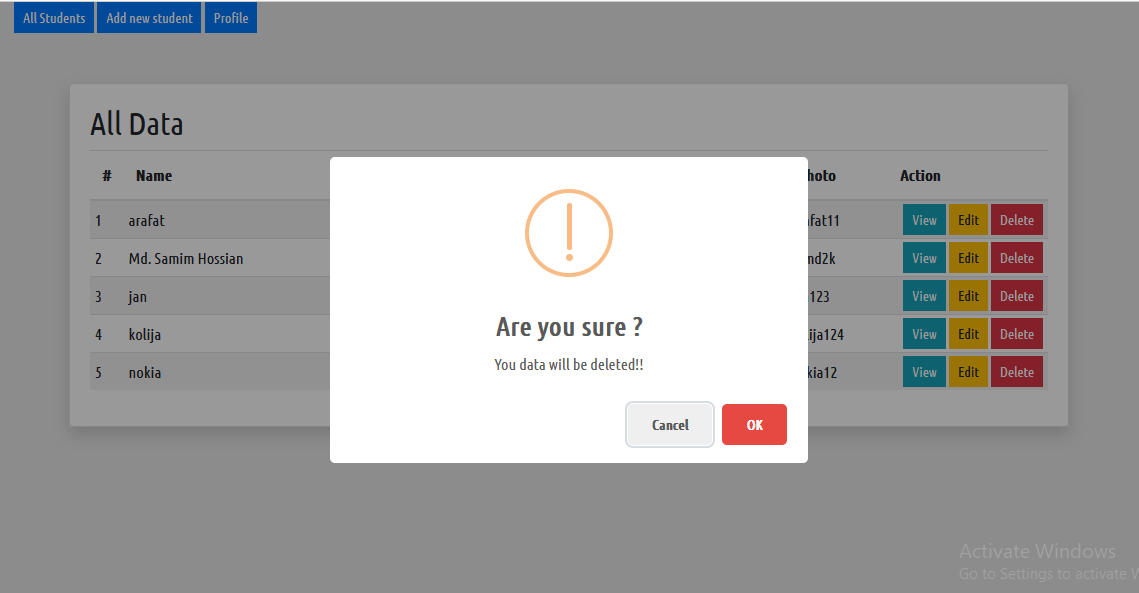 All Students Add new student Profile
All Data
# Name hoto Action
1 arafat fat11 View Edit Delete
2 Md. Samim Hossian nd2k View Edit Delete
3 jan 123 View Edit Delete
4 kolija ija124 View Edit Delete
5 nokia kia12 View Edit Delete
Are you sure ?
You data will be deleted!!
Cancel OK
Activate Windows
Go to Settings to activate W